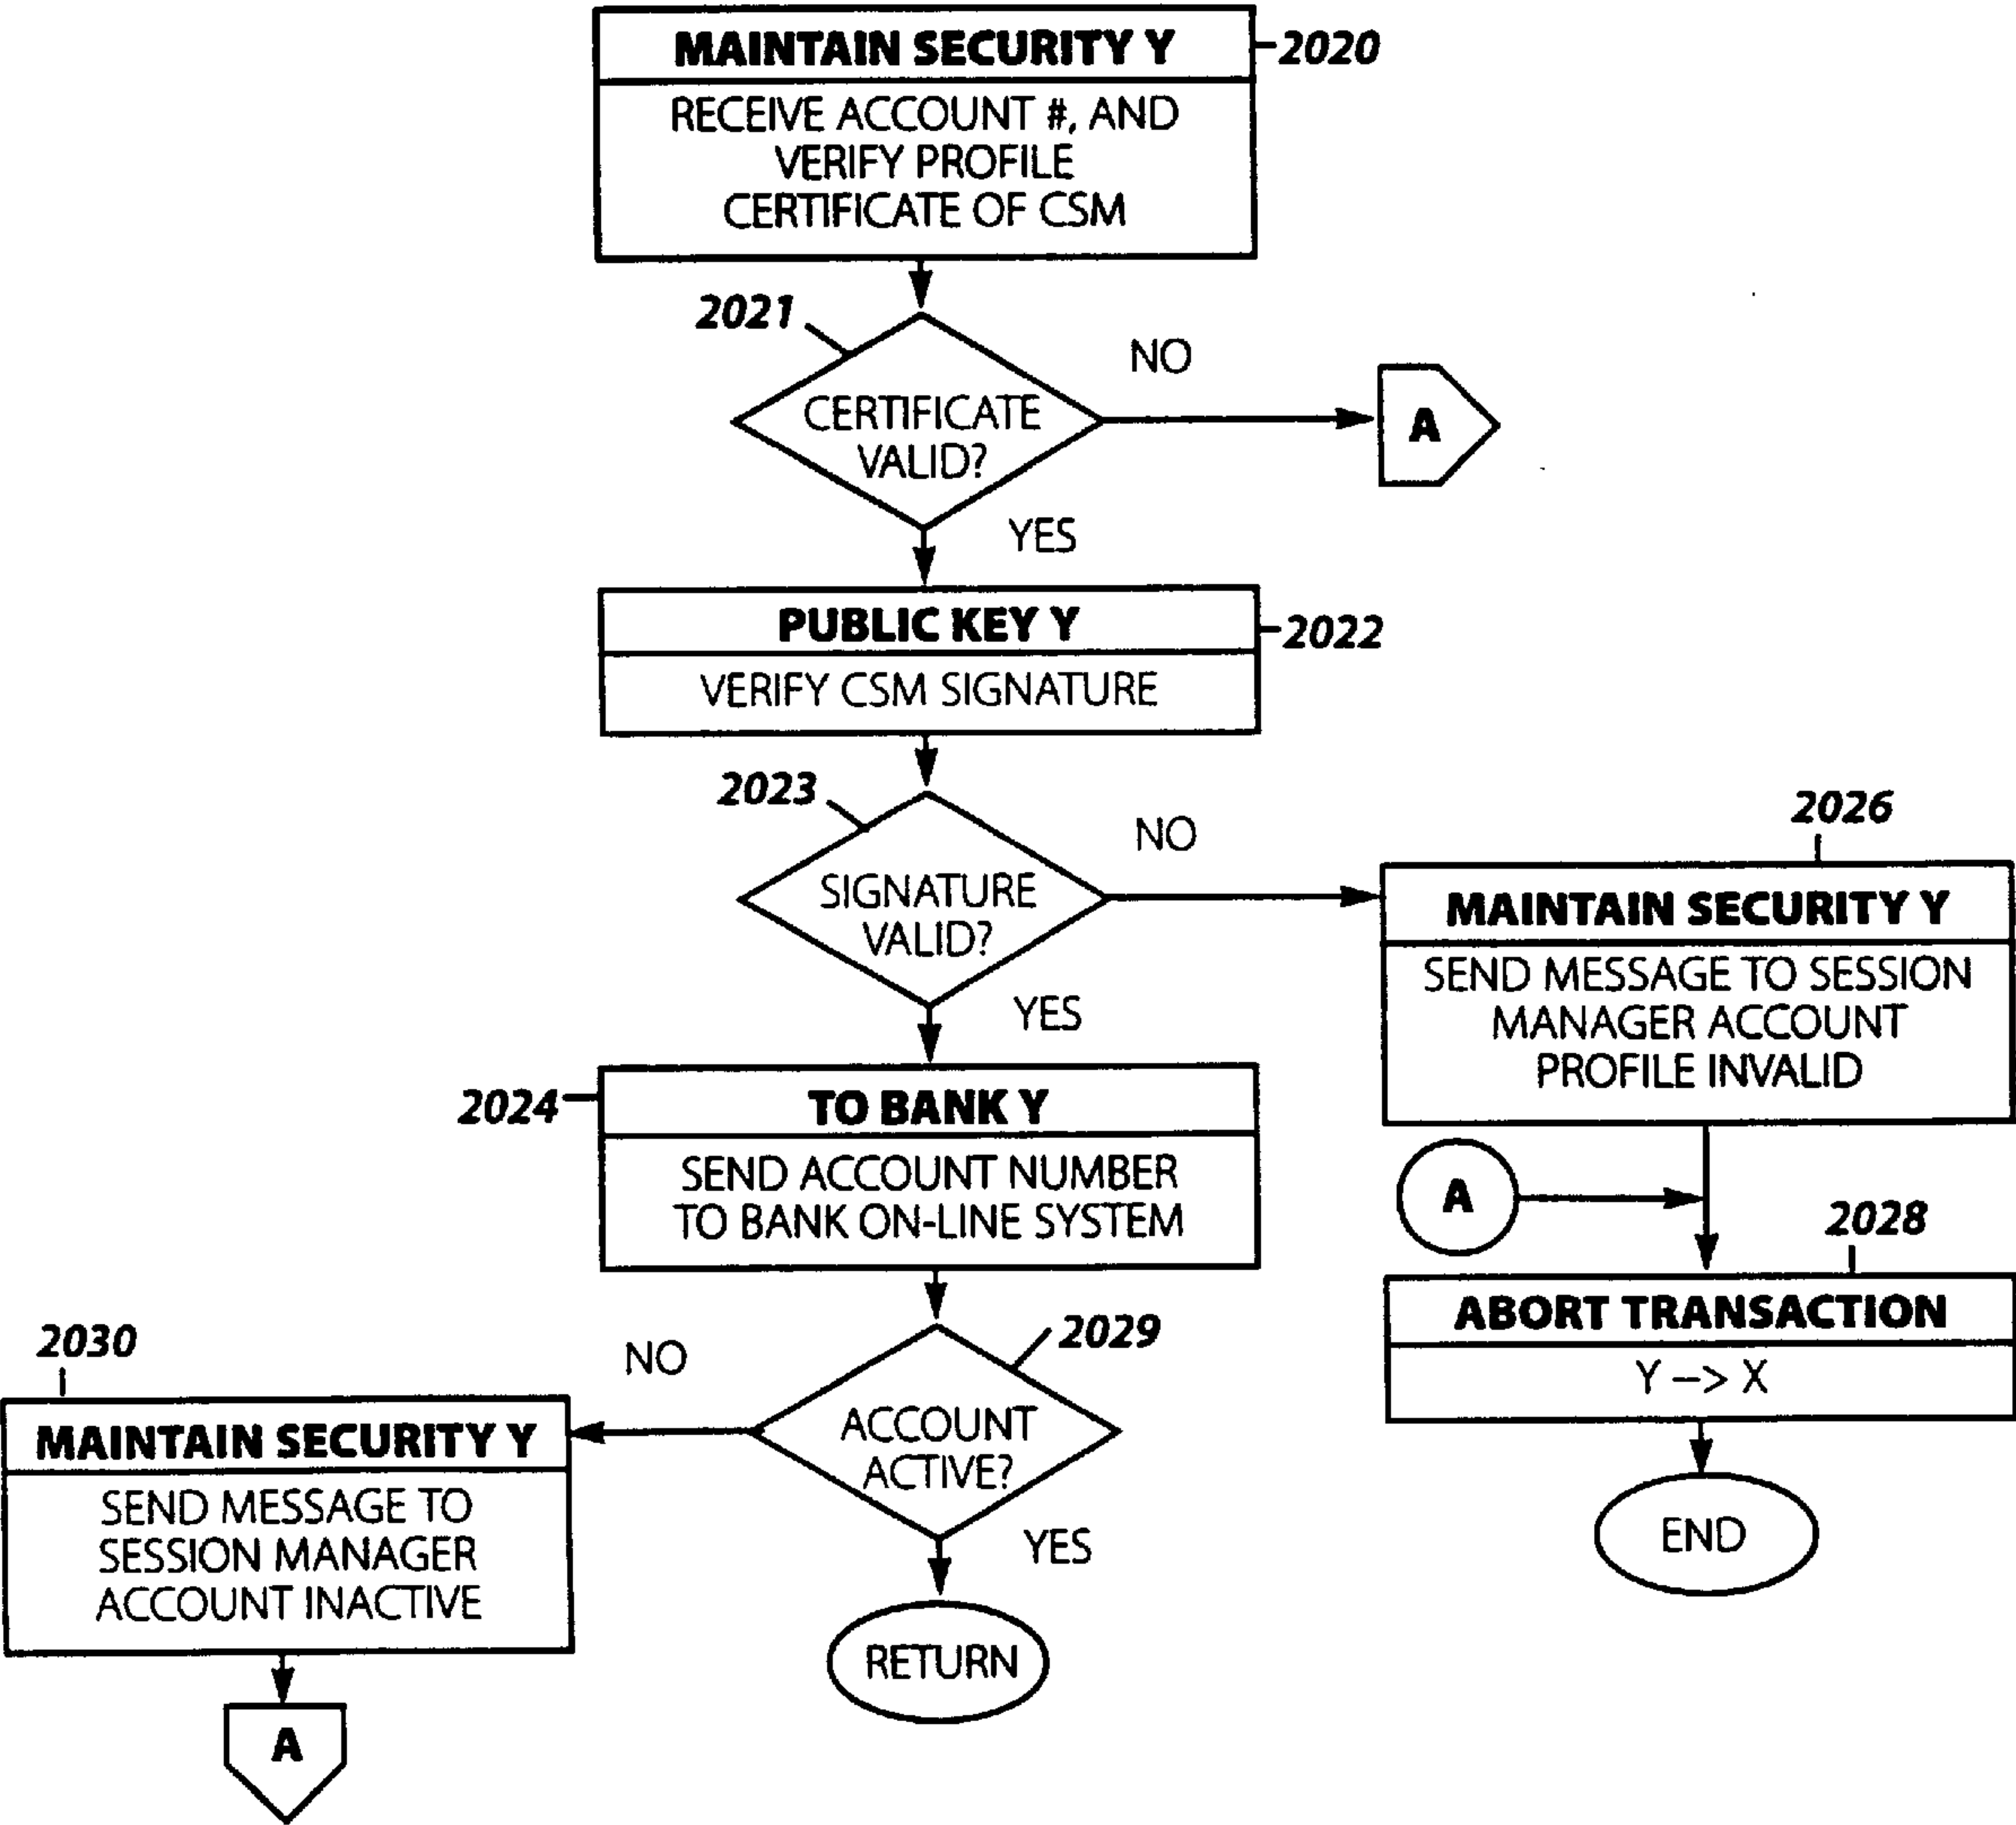 MAINTAIN SECURITY Y
2020
RECEIVE ACCOUNT #, AND
VERIFY PROFILE
CERTIFICATE OF CSM
2021
NO
CERTIFICATE
VALID?
A
YES
PUBLIC KEY Y
2022
VERIFY CSM SIGNATURE
2023
NO
SIGNATURE
VALID?
YES
2026
MAINTAIN SECURITY Y
SEND MESSAGE TO SESSION
MANAGER ACCOUNT
PROFILE INVALID
2024
TO BANK Y
SEND ACCOUNT NUMBER
TO BANK ON-LINE SYSTEM
A
2028
ABORT TRANSACTION
Y –> X
END
2029
NO
ACCOUNT
ACTIVE?
YES
RETURN
2030
MAINTAIN SECURITY Y
SEND MESSAGE TO
SESSION MANAGER
ACCOUNT INACTIVE
A